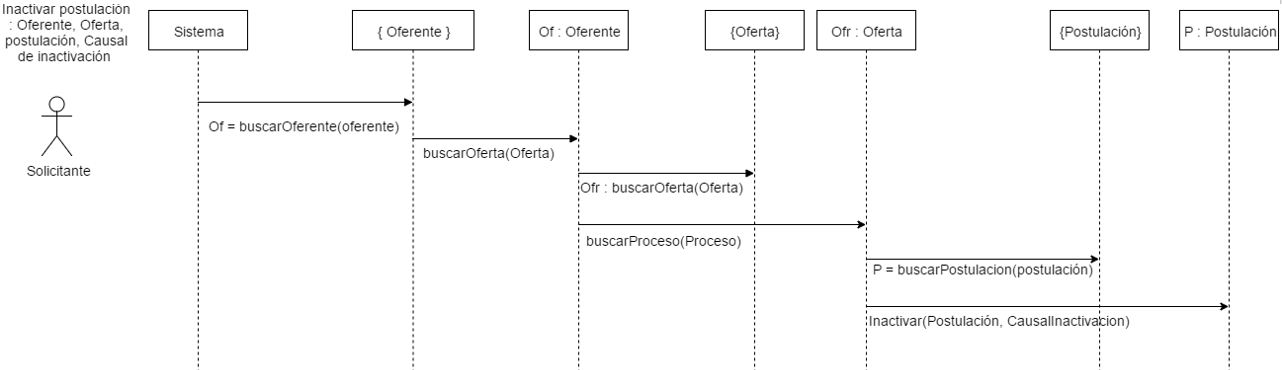 Inactivar postulación
: Oferente, Oferta,
postulación, Causal
de inactivación
Sistema
{ Oferente }
Of : Oferente
{Oferta}
Ofr : Oferta
{Postulación}
P : Postulación
Solicitante
Of = buscarOferente(oferente)
buscarOferta(Oferta)
Ofr : buscarOferta(Oferta)
buscarProceso(Proceso)
P = buscarPostulacion(postulación)
Inactivar(Postulación, CausalInactivacion)